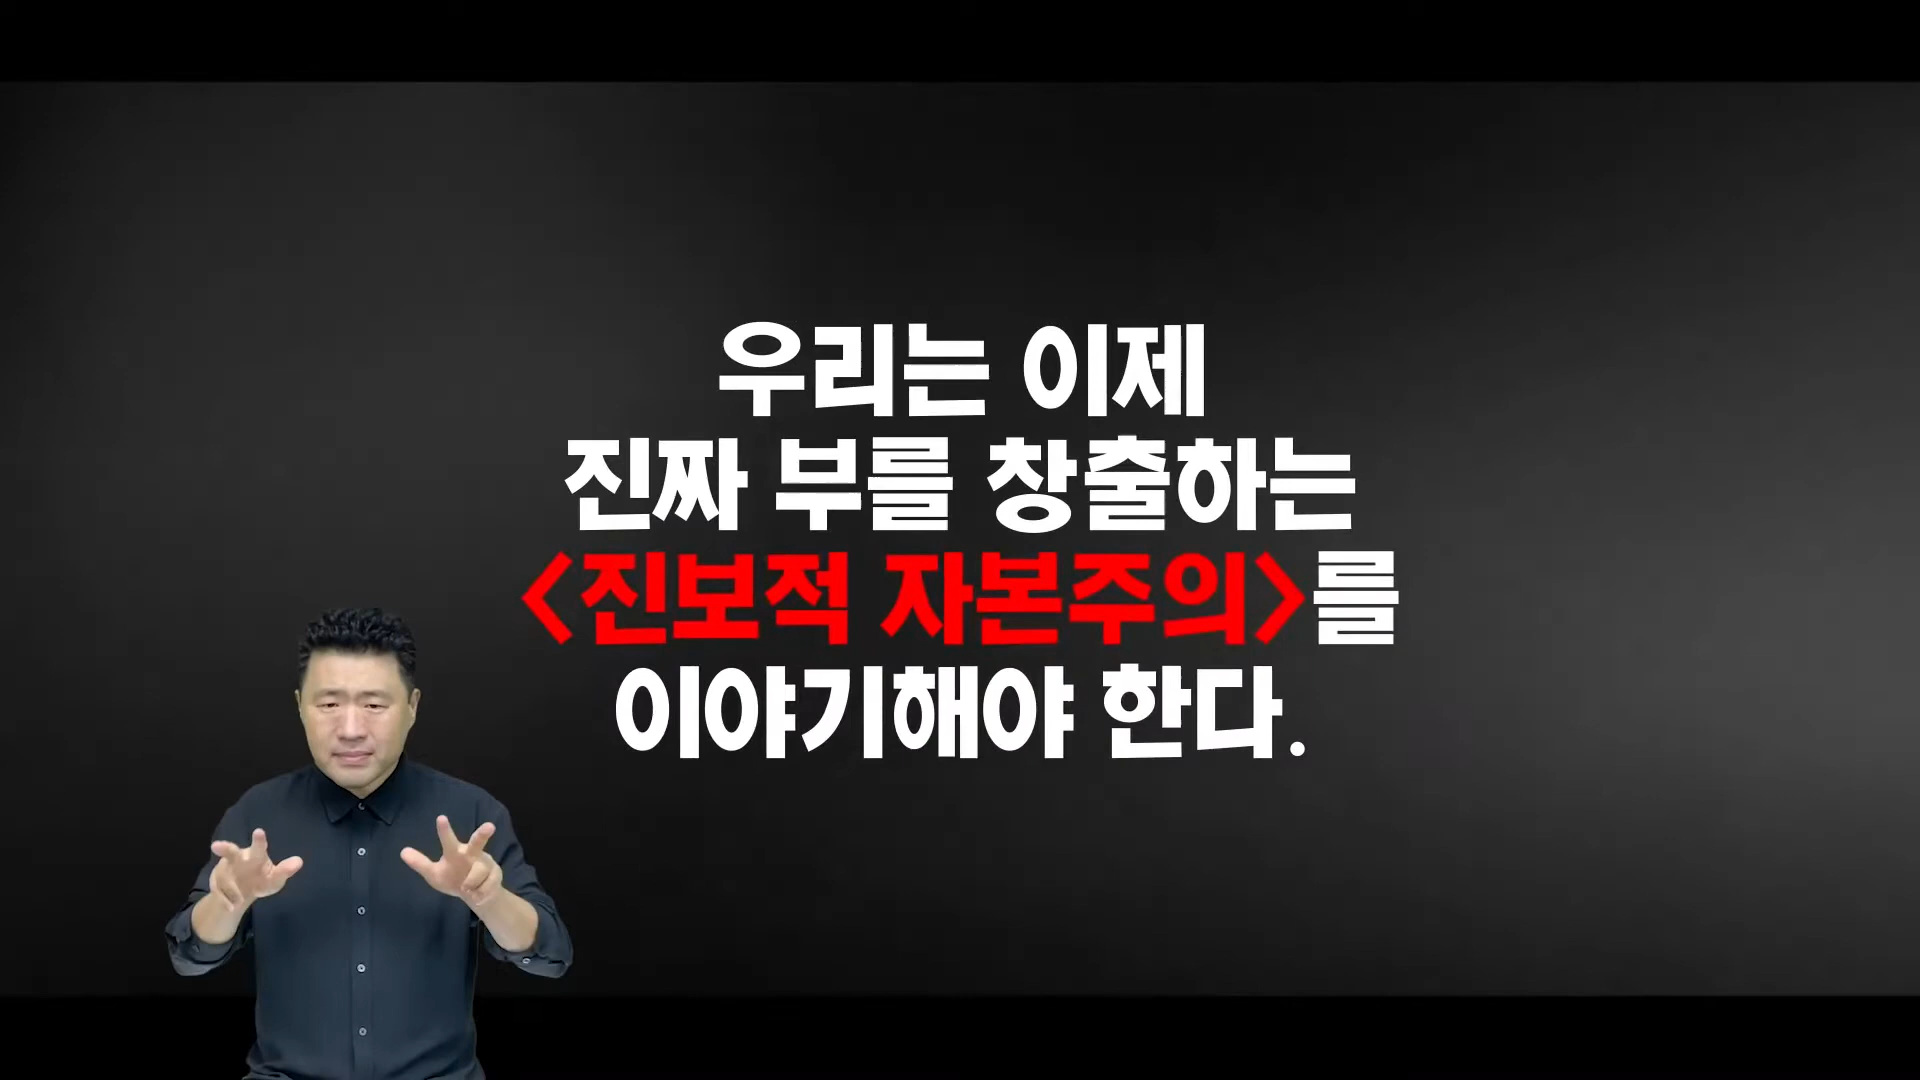 우리는 이제
진짜 부를 창출하는
<진보적 자본주의>를
이야기해야 한다.